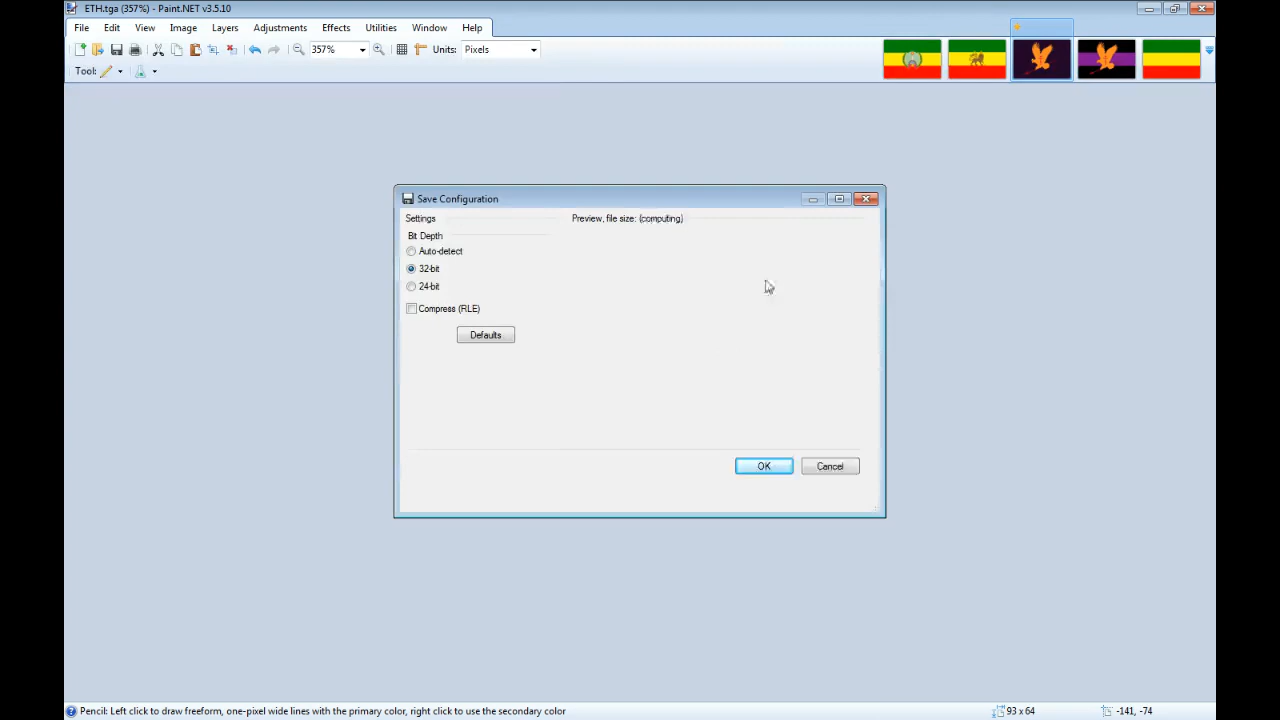 ETH.tga (357%) - Paint.NET v3.5.10
File Edit View Image Layers Adjustments Effects Utilities Window Help
357% Units: Pixels
Tool:
Save Configuration
Settings
Preview, file size: (computing)
Bit Depth
Auto-detect
32-bit
24-bit
Compress (RLE)
Defaults
OK Cancel
Pencil: Left click to draw freeform, one-pixel wide lines with the primary color, right click to use the secondary color 93 x 64 -141, -74